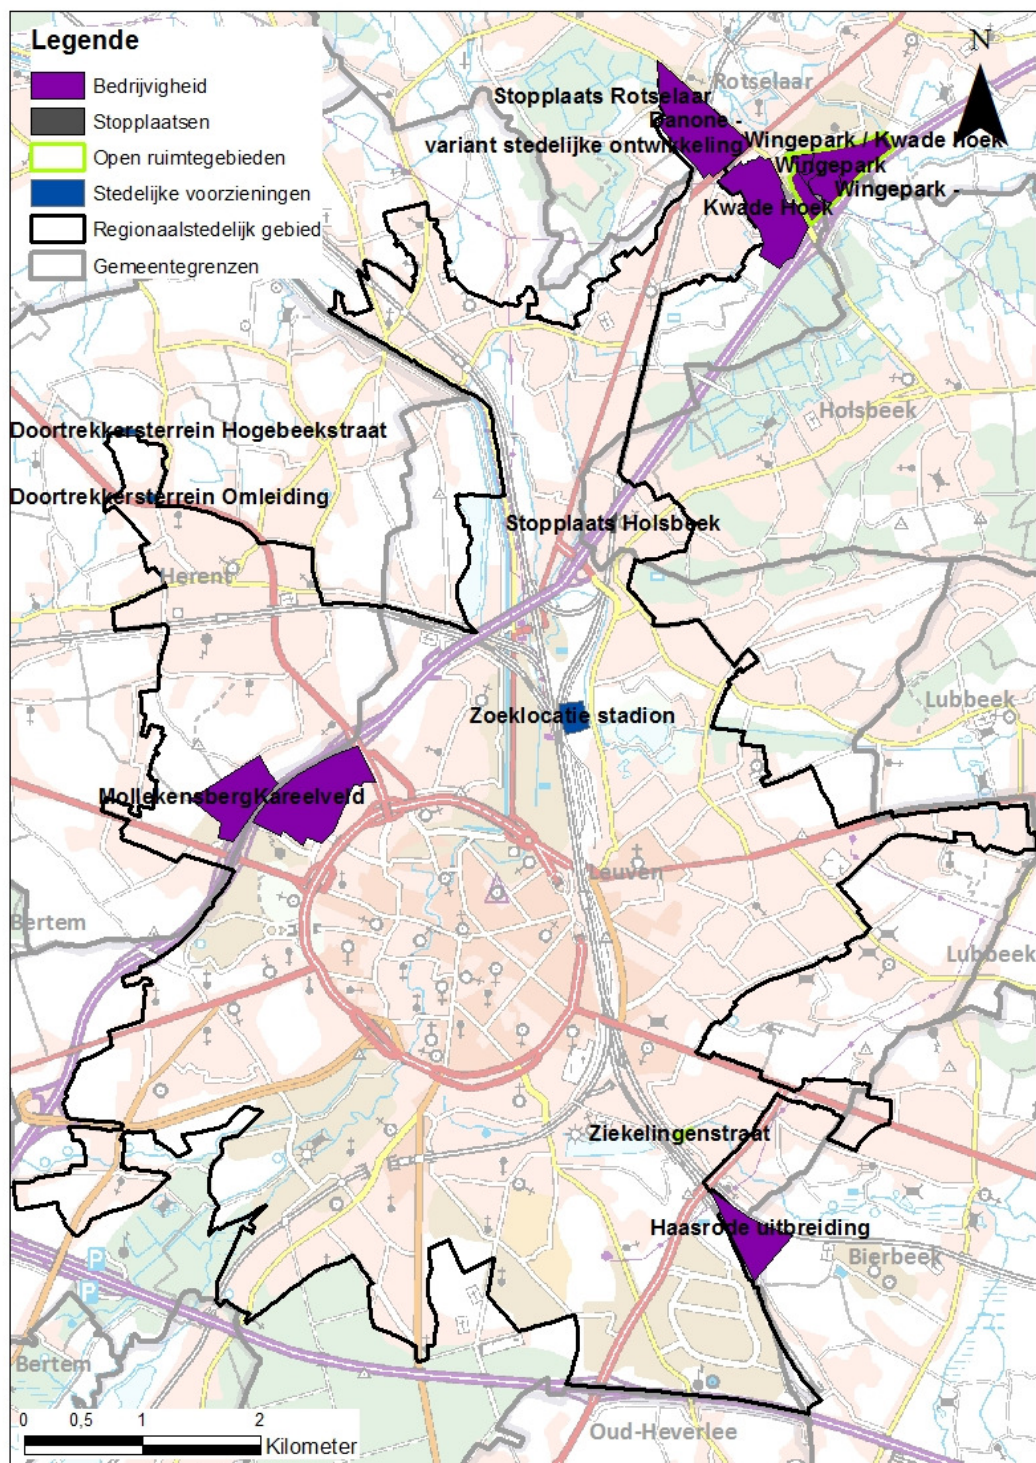 Legende
Bedrijvigheid
Stopplaatsen
Open ruimtegebieden
Stedelijke voorzieningen
Regionaalstedelijk gebied
Gemeentegrenzen
N
Rotselaar
Stopplaats Rotselaar
Danone -
variant stedelijke ontwikkeling
Wingepark / Kwade Hoek
Wingepark
Wingepark -
Kwade Hoek
Holsbeek
Doortrekkersterrein Hogebeekstraat
Doortrekkersterrein Omleiding
Stopplaats Holsbeek
Herent
Lubbeek
Zoeklocatie stadion
Mollekensberg
Kareelveld
Leuven
Bertem
Lubbeek
Ziekelingenstraat
Haasrode uitbreiding
Bierbeek
P
P
Bertem
Oud-Heverlee
0 0,5 1 2
Kilometer